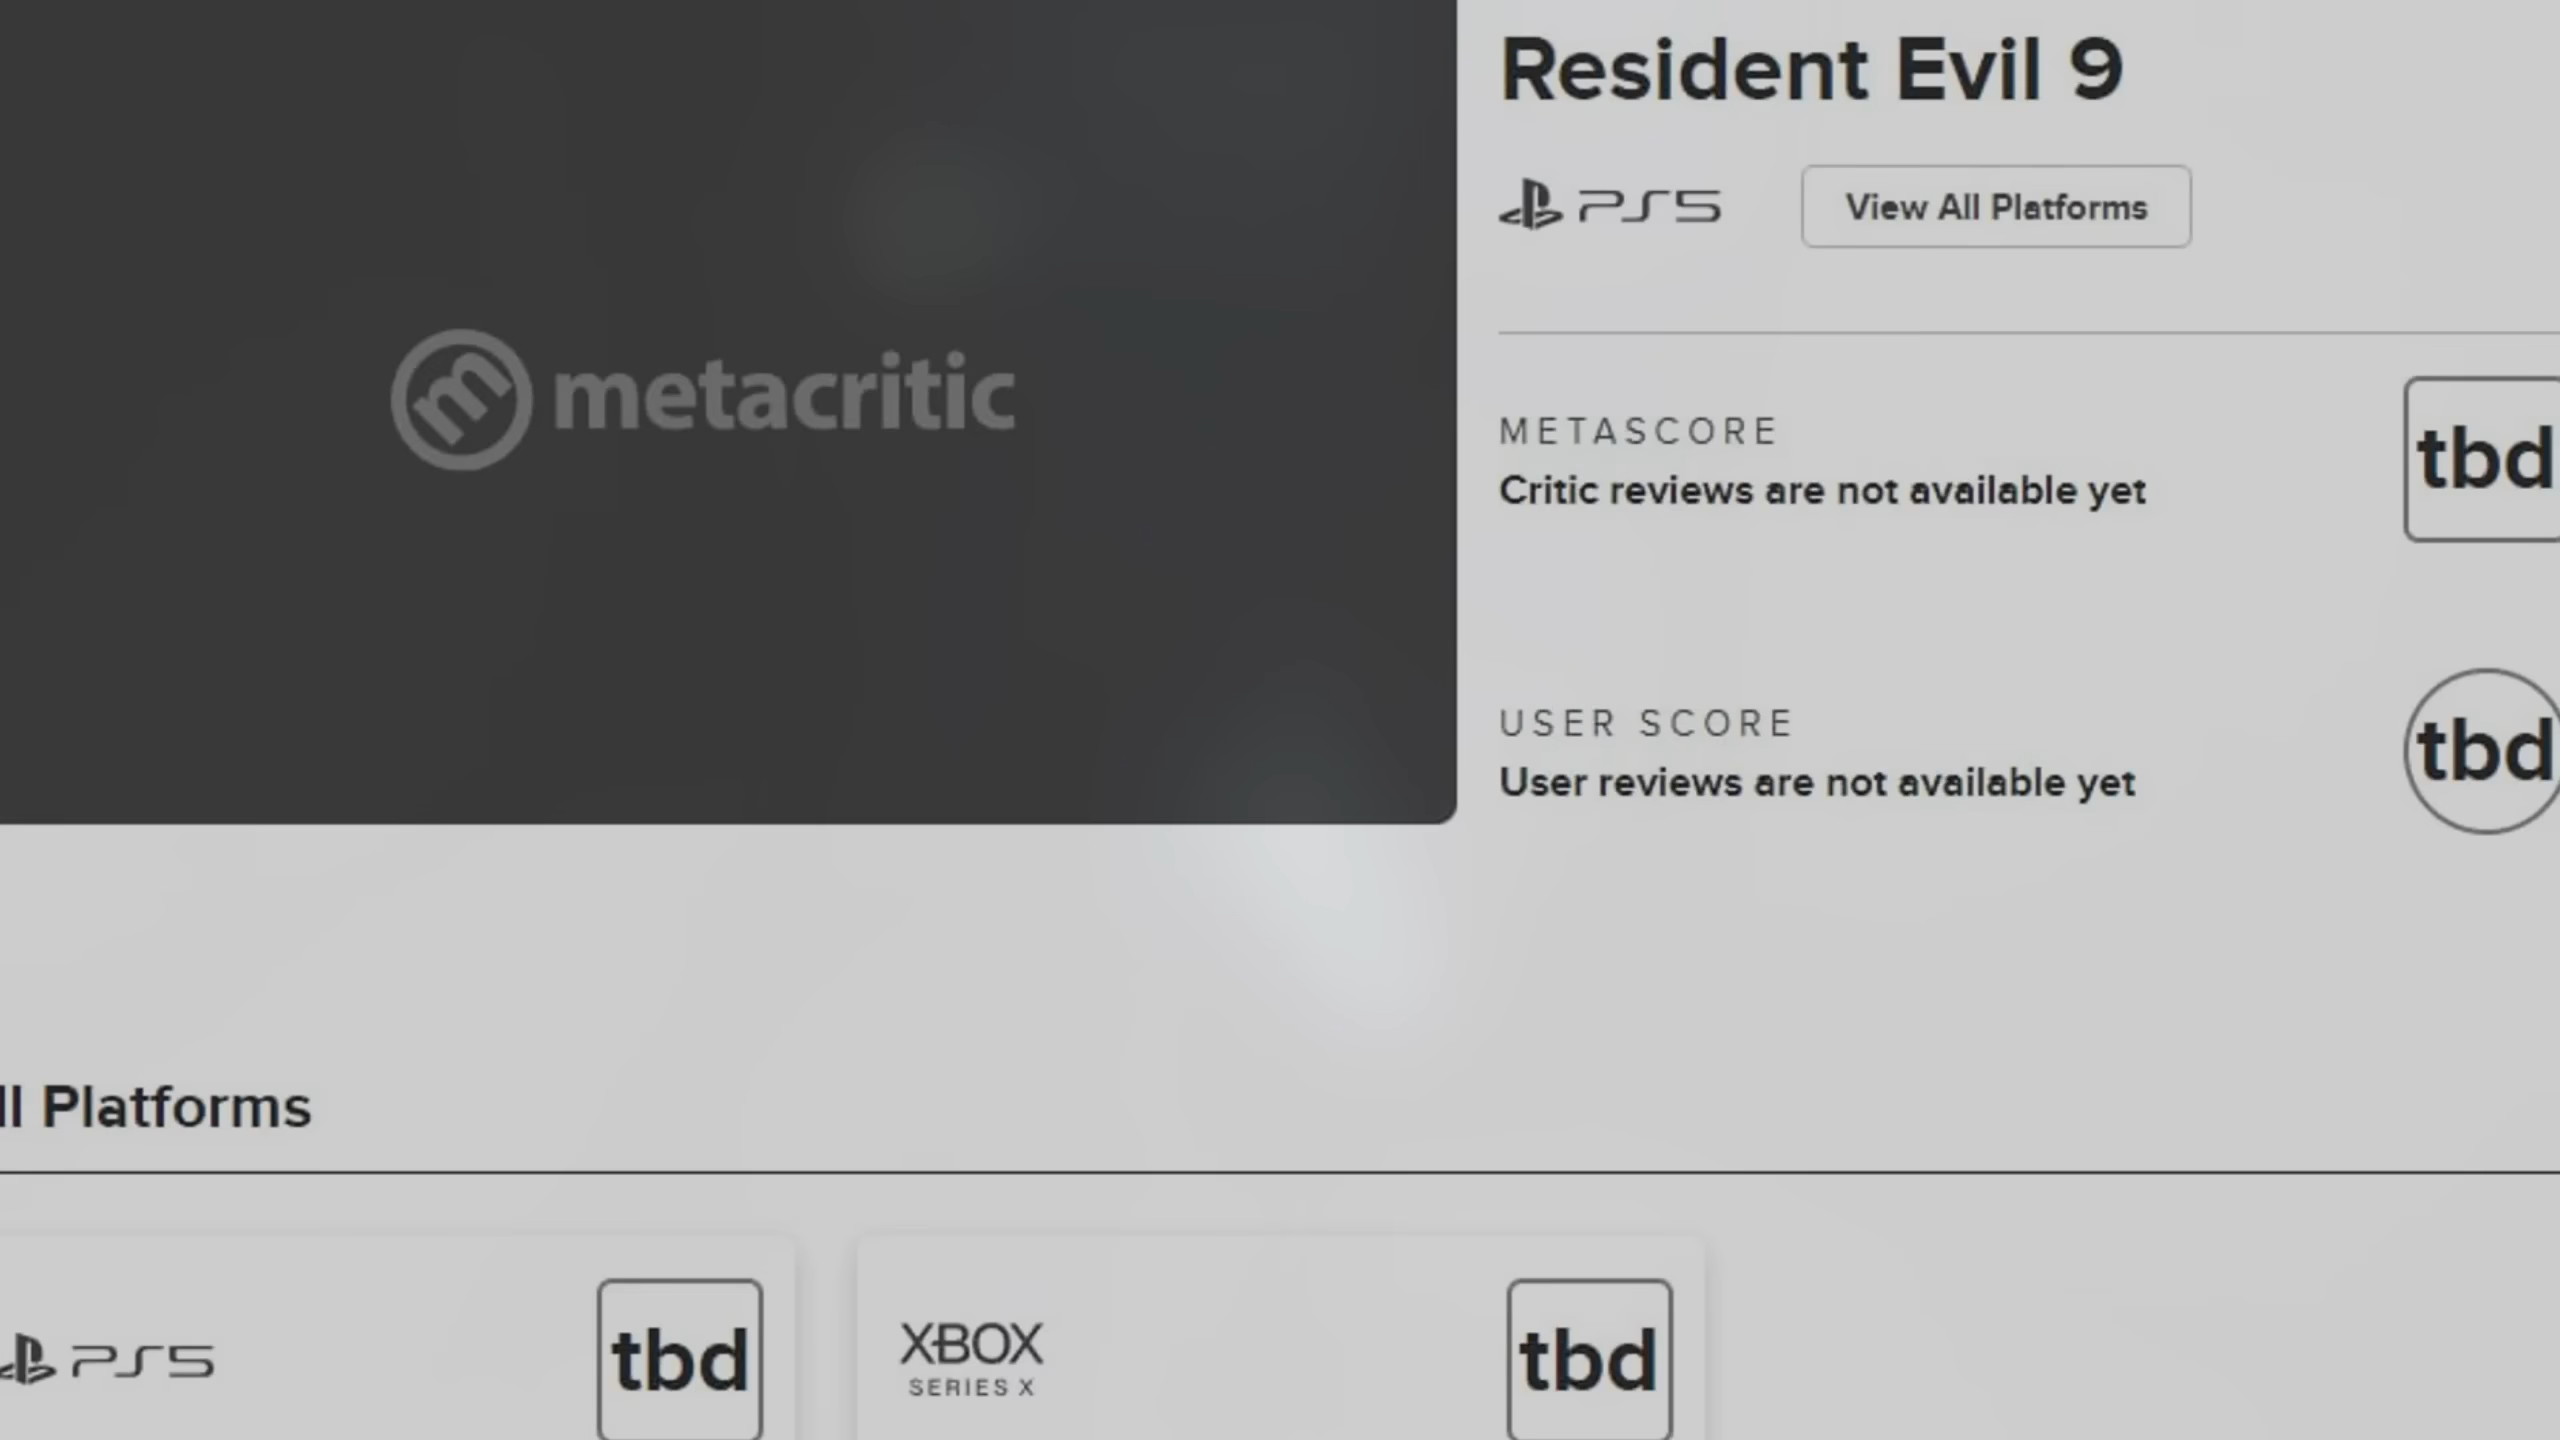 Resident Evil 9
PS5
View All Platforms
metacritic
METASCORE
Critic reviews are not available yet
tbd
USER SCORE
User reviews are not available yet
tbd
ll Platforms
PS5
tbd
XBOX
SERIES X
tbd